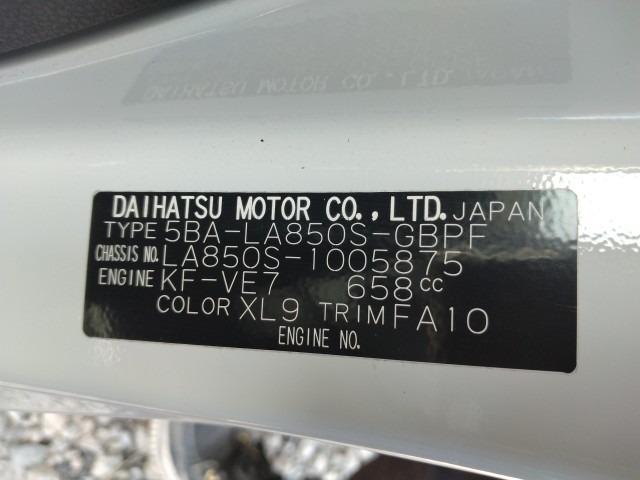 DAIHATSU MOTOR CO., LTD. JAPAN
TYPE 5BA-LA850S-GBPF
CHASSIS NO. LA850S-1005875
ENGINE KF-VE7 658cc
COLOR XL9 TRIM FA10
ENGINE NO.